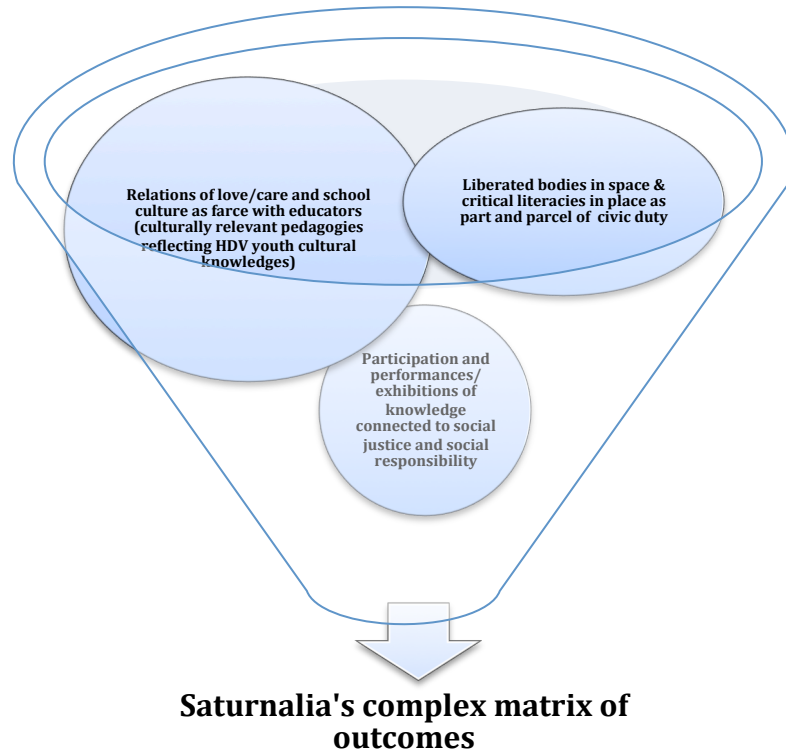 Relations of love/care and school
culture as farce with educators
(culturally relevant pedagogies
reflecting HDV youth cultural
knowledges)
Liberated bodies in space &
critical literacies in place as
part and parcel of civic duty
Participation and
performances/
exhibitions of
knowledge
connected to social
justice and social
responsibility
Saturnalia's complex matrix of
outcomes